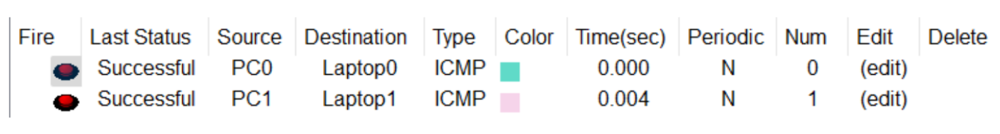 Fire Last Status Source Destination Type Color Time(sec) Periodic Num Edit Delete
Successful PC0 Laptop0 ICMP 0.000 N 0 (edit)
Successful PC1 Laptop1 ICMP 0.004 N 1 (edit)